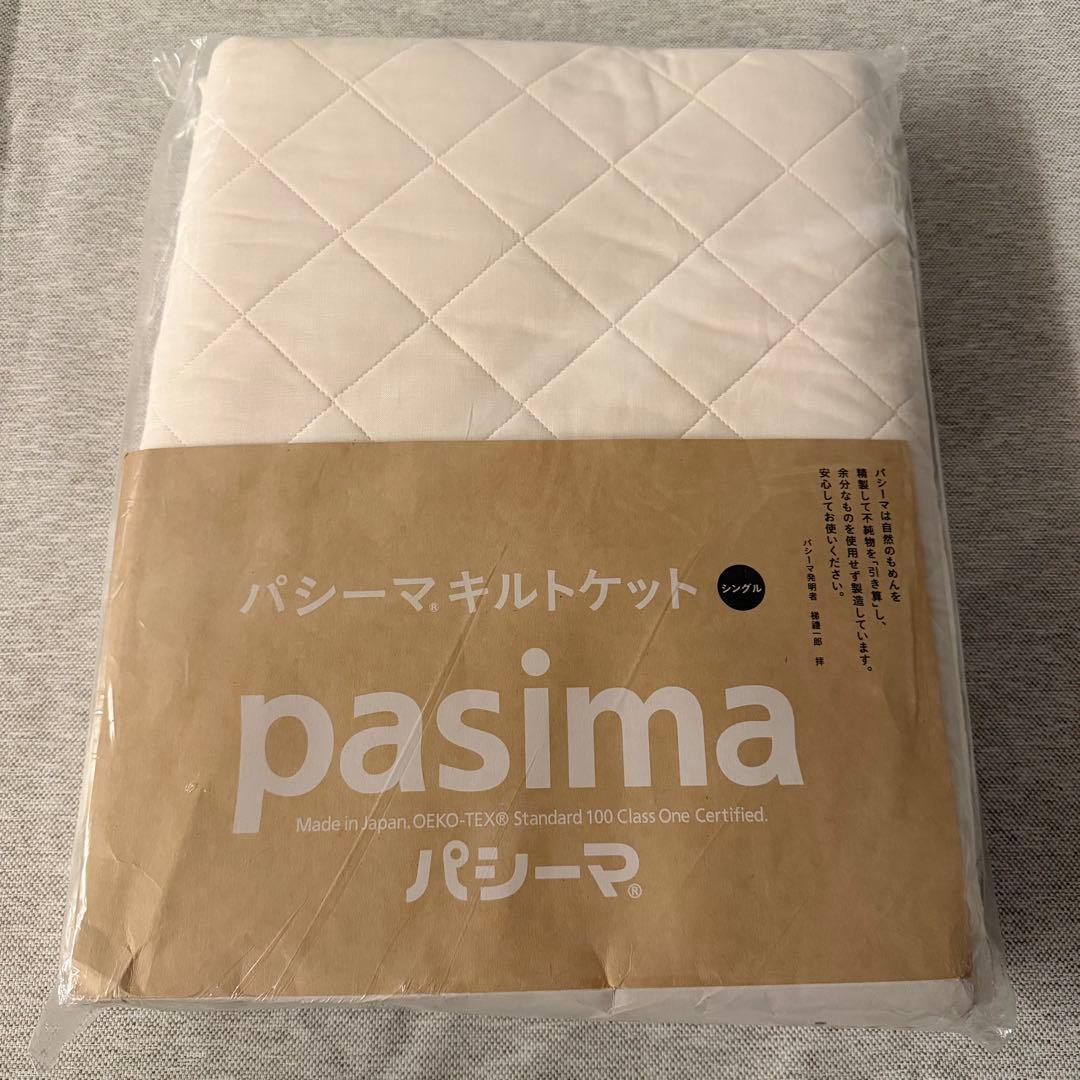 パシーマは自然のもめんを
精製して不純物を「引き算」し、
余分なものを使用せず製造しています。
安心してお使いください。
パシーマ発明者 梯禮一郎 拝
パシーマ®キルトケット シングル
pasima
Made in Japan. OEKO-TEX® Standard 100 Class One Certified.
パシーマ®